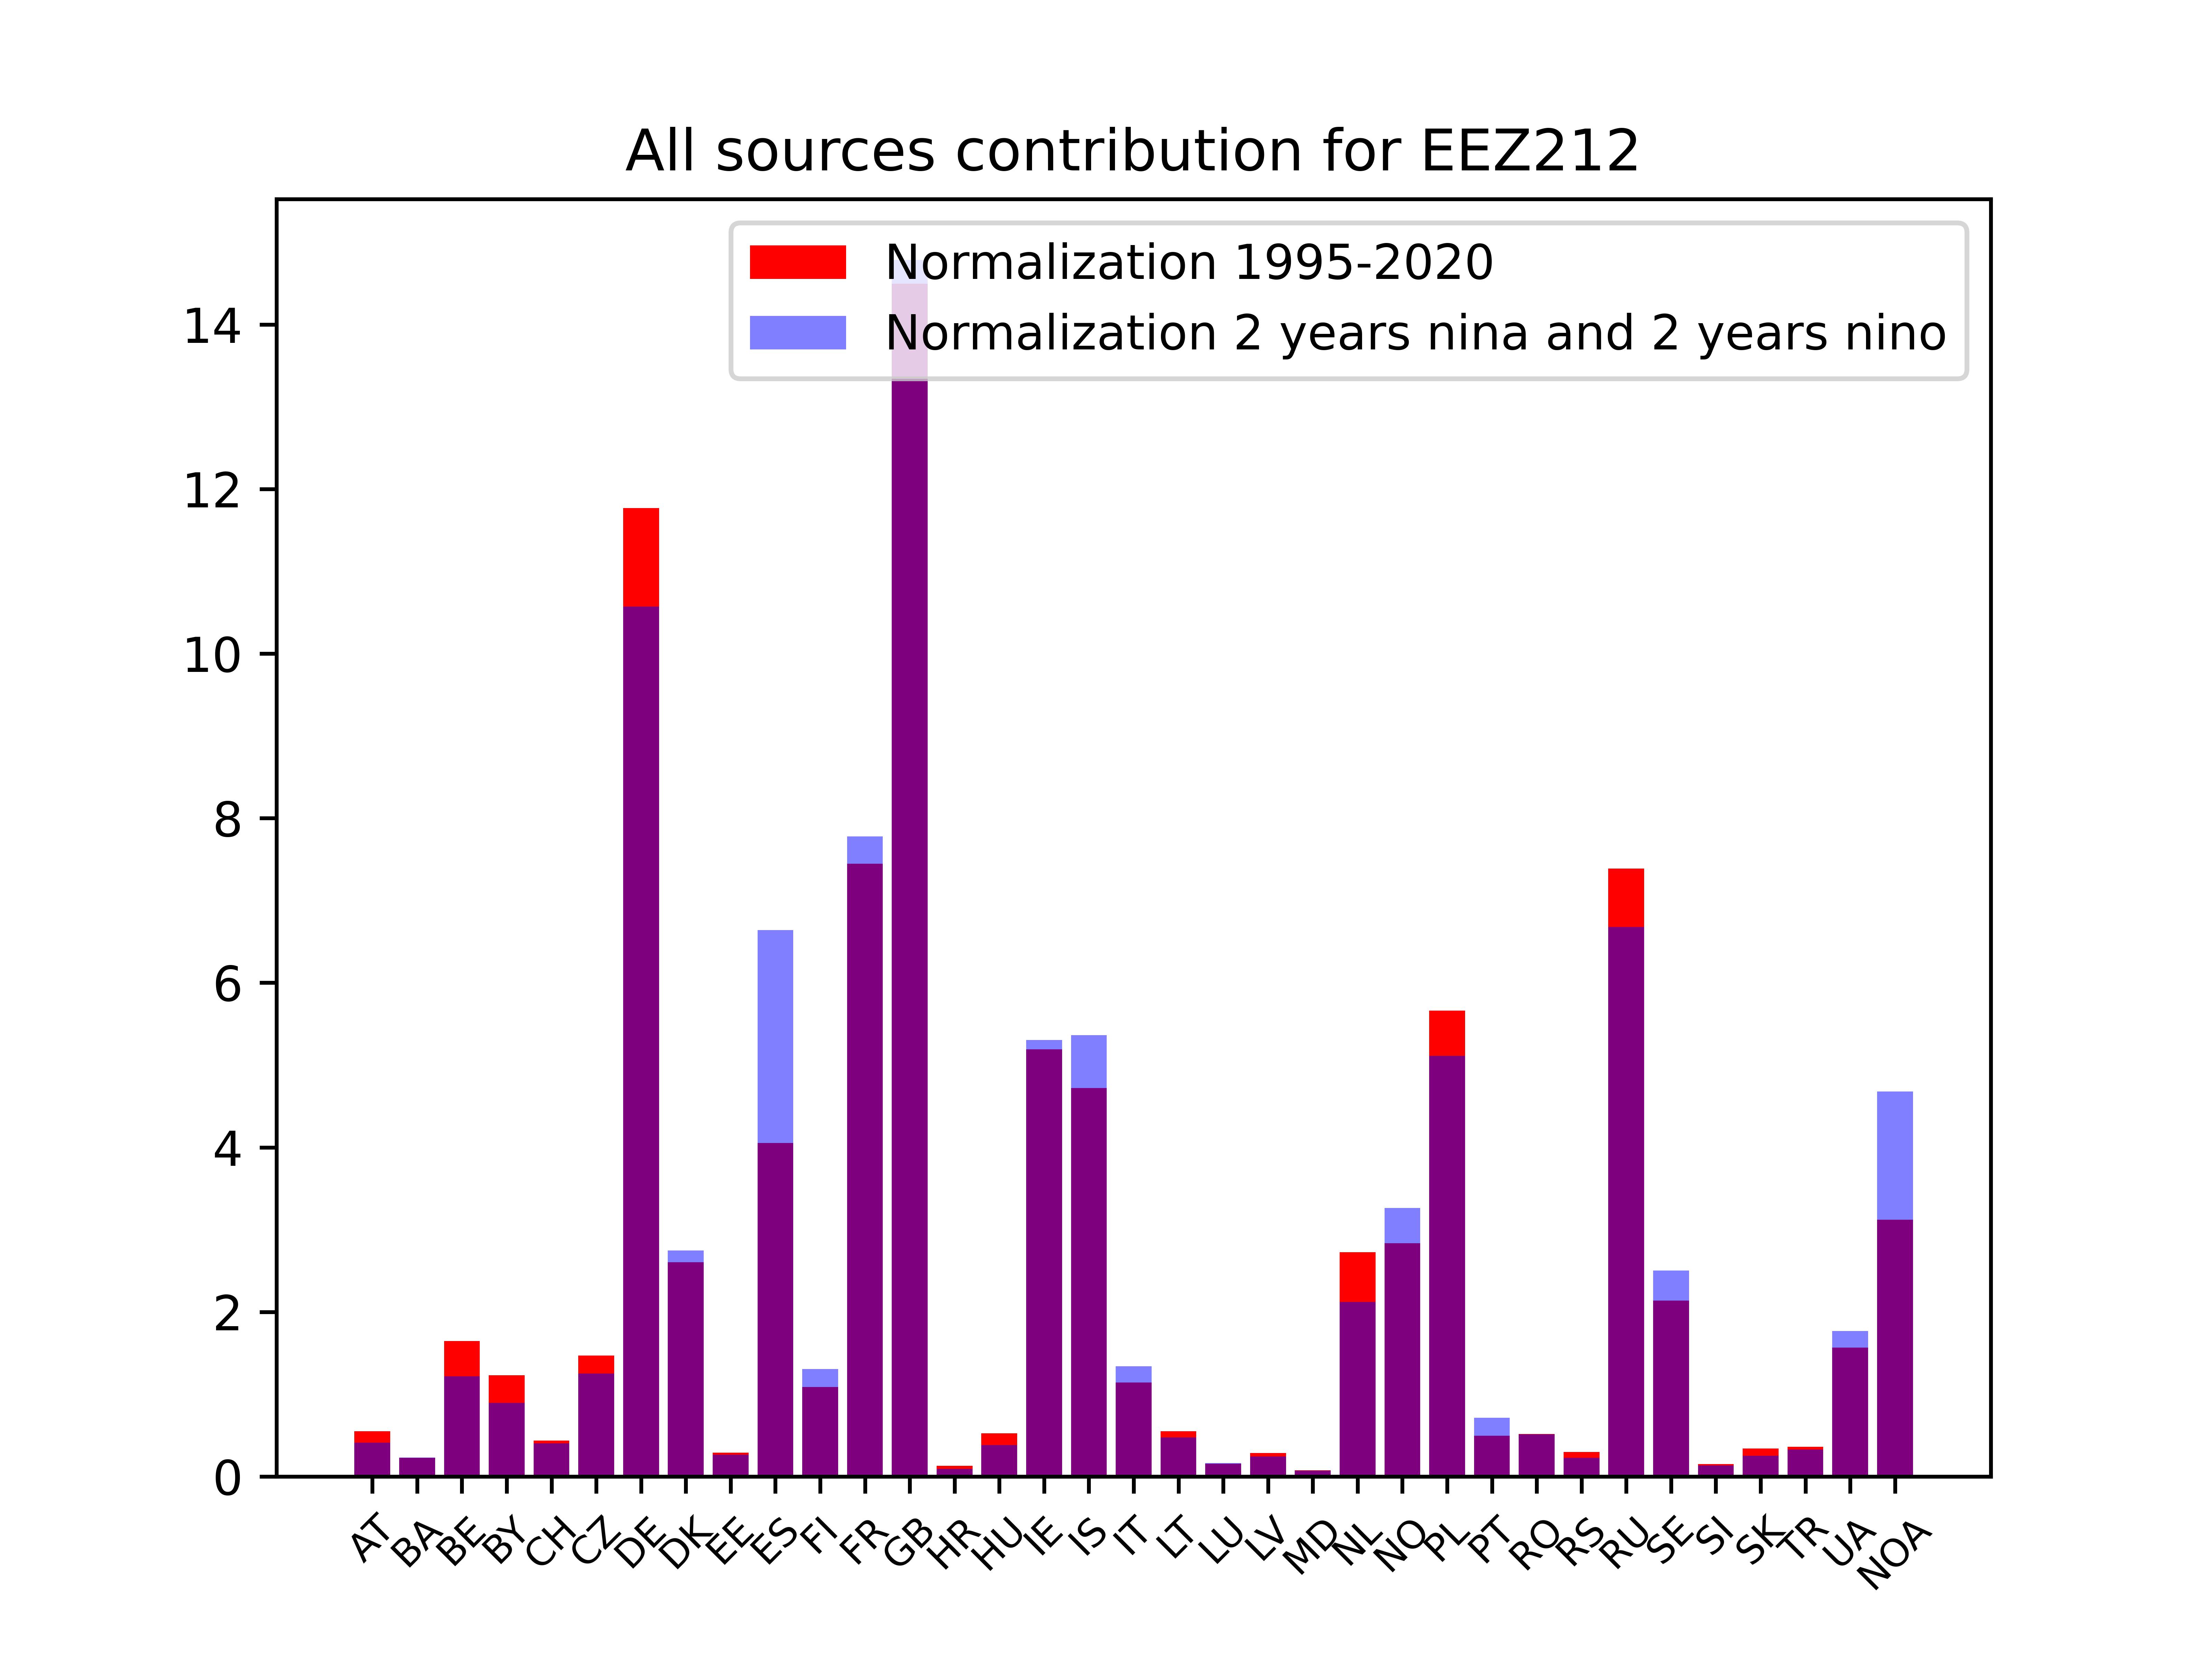 All sources contribution for EEZ212
Normalization 1995-2020
Normalization 2 years nina and 2 years nino
14
12
10
8
6
4
2
0
AT BA BE BY CH CZ DE DK EE ES FI FR GB HR HU IE IS IT LT LU LV MD NL NO PL PT RO RS RU SE SI SK TR UA NOA